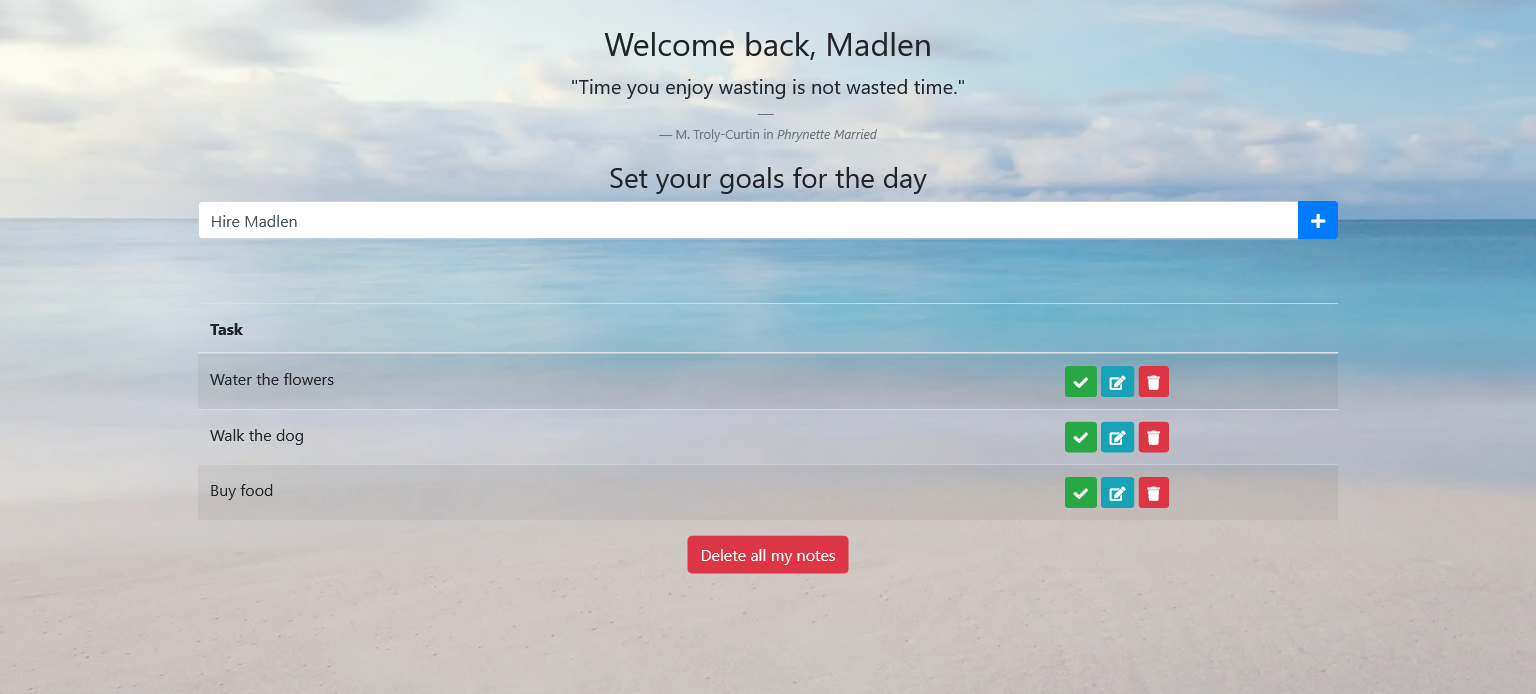 Welcome back, Madlen
"Time you enjoy wasting is not wasted time."
—
— M. Troly-Curtin in Phrynette Married
Set your goals for the day
Hire Madlen
Task
Water the flowers
Walk the dog
Buy food
Delete all my notes